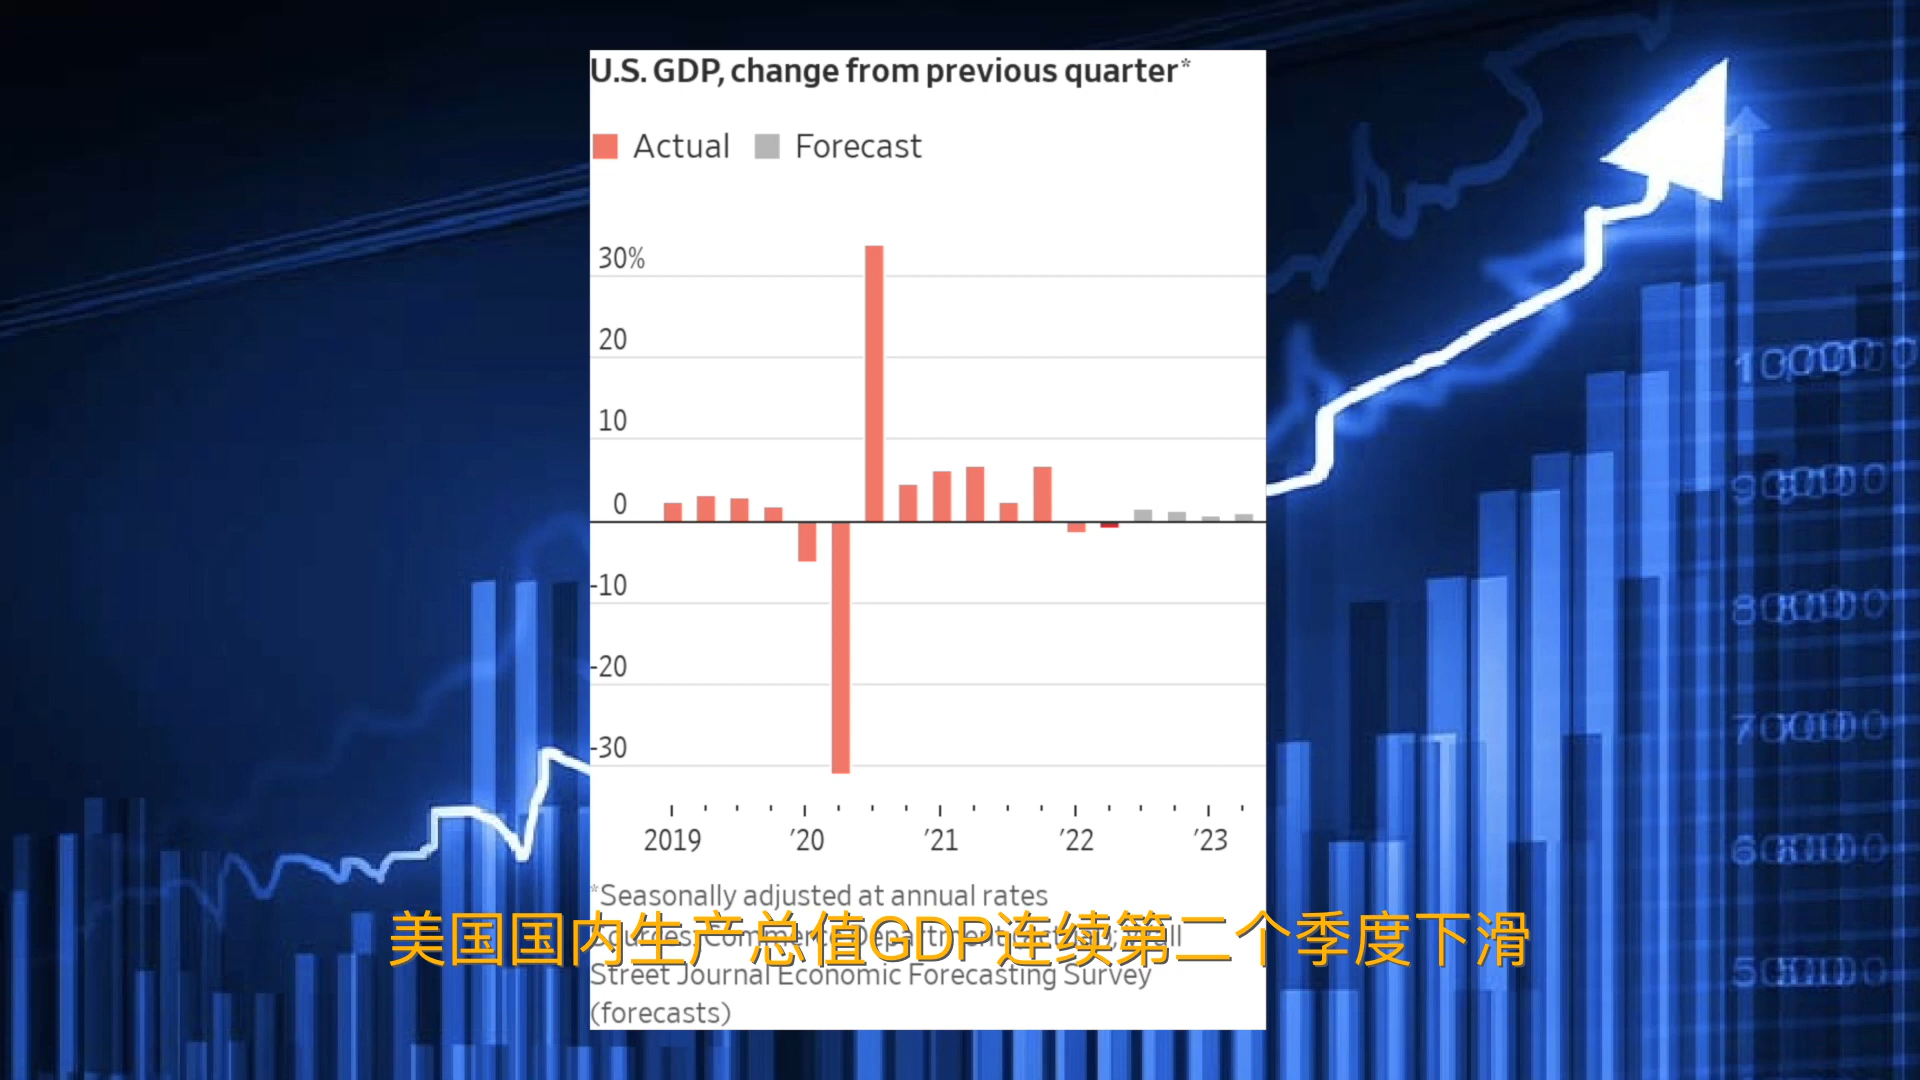 U.S. GDP, change from previous quarter*
Actual Forecast
30%
20
10
0
-10
-20
-30
2019 '20 '21 '22 '23
*Seasonally adjusted at annual rates
美国国内生产总值GDP连续第二个季度下滑
Street Journal Economic Forecasting Survey
(forecasts)